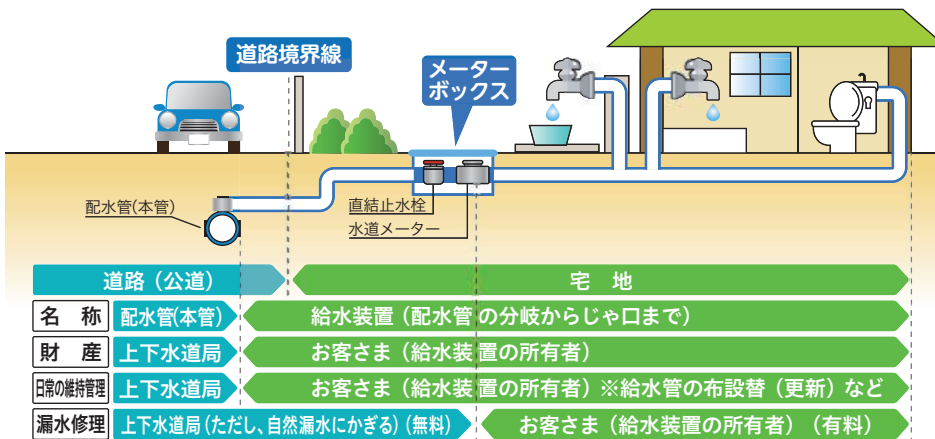 道路境界線
メーター
ボックス
配水管(本管)
直結止水栓
水道メーター
道路（公道）
宅　地
名　称
配水管(本管)
給水装置（配水管の分岐からじゃ口まで）
財　産
上下水道局
お客さま（給水装置の所有者）
日常の維持管理
上下水道局
お客さま（給水装置の所有者）※給水管の布設替（更新）など
漏水修理
上下水道局(ただし、自然漏水にかぎる)(無料)
お客さま（給水装置の所有者）（有料）